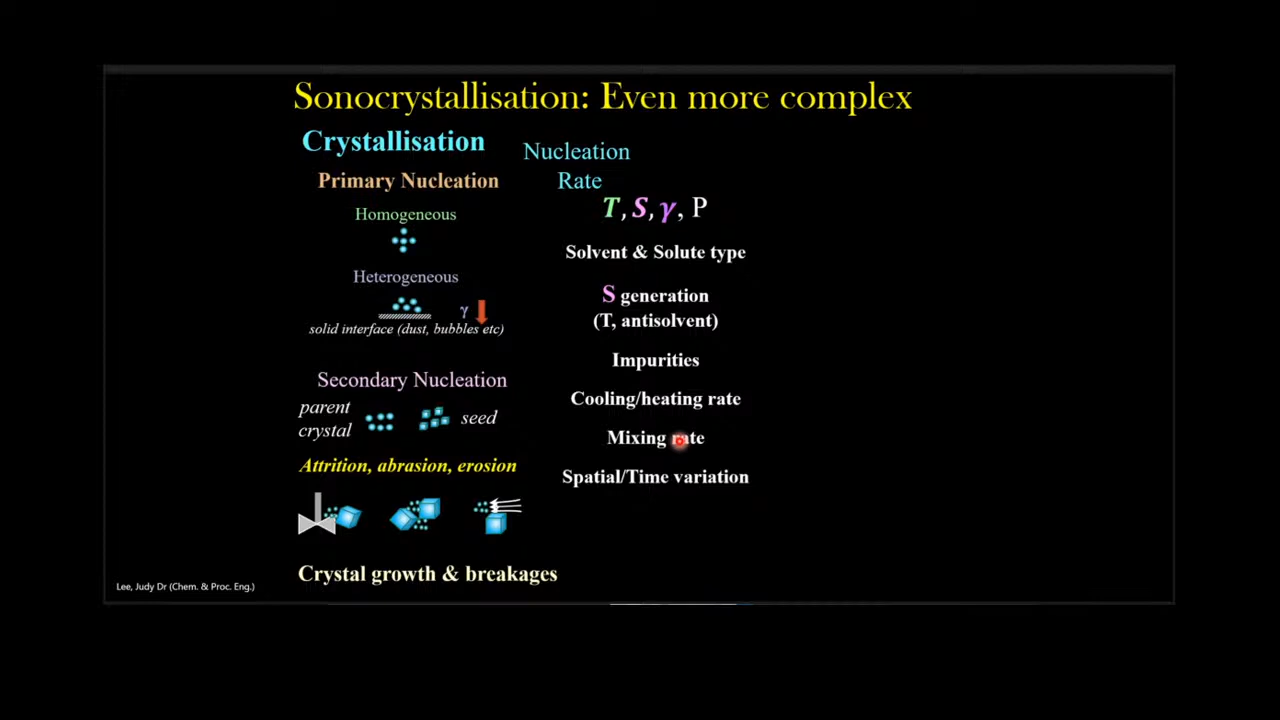 Sonocrystallisation: Even more complex
Crystallisation
Primary Nucleation
Homogeneous
Heterogeneous
γ
solid interface (dust, bubbles etc)
Secondary Nucleation
parent
crystal
seed
Attrition, abrasion, erosion
Crystal growth & breakages
Nucleation
Rate
T, S, γ, P
Solvent & Solute type
S generation
(T, antisolvent)
Impurities
Cooling/heating rate
Mixing rate
Spatial/Time variation
Lee, Judy Dr (Chem. & Proc. Eng.)